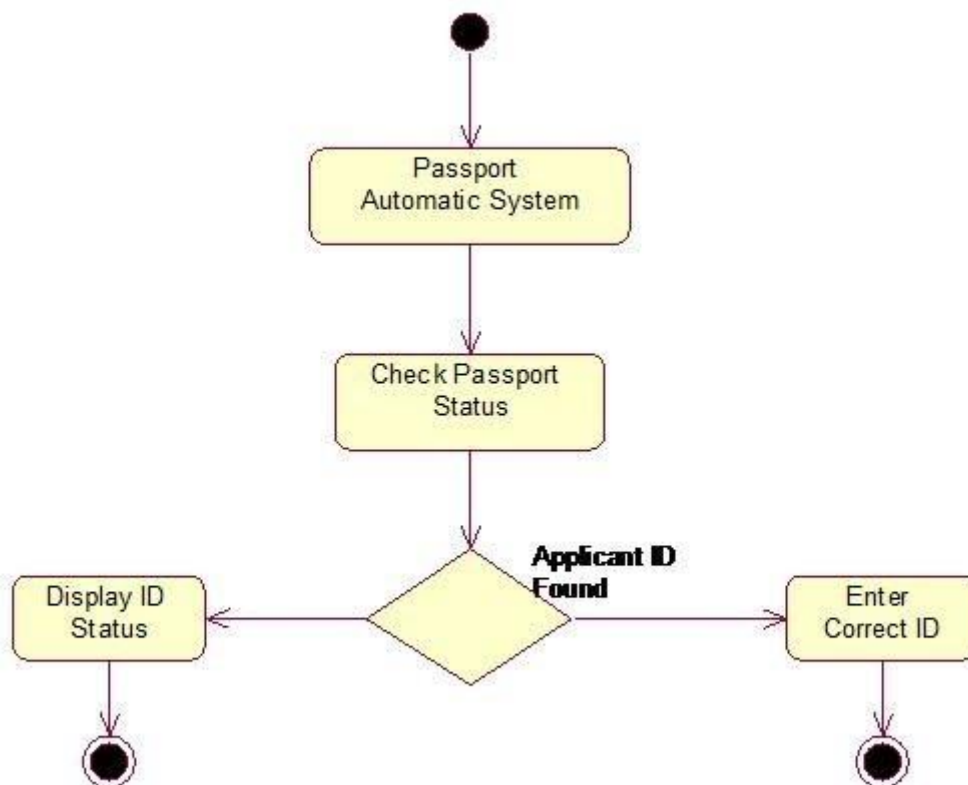 Passport
Automatic System
Check Passport
Status
Applicant ID
Found
Display ID
Status
Enter
Correct ID